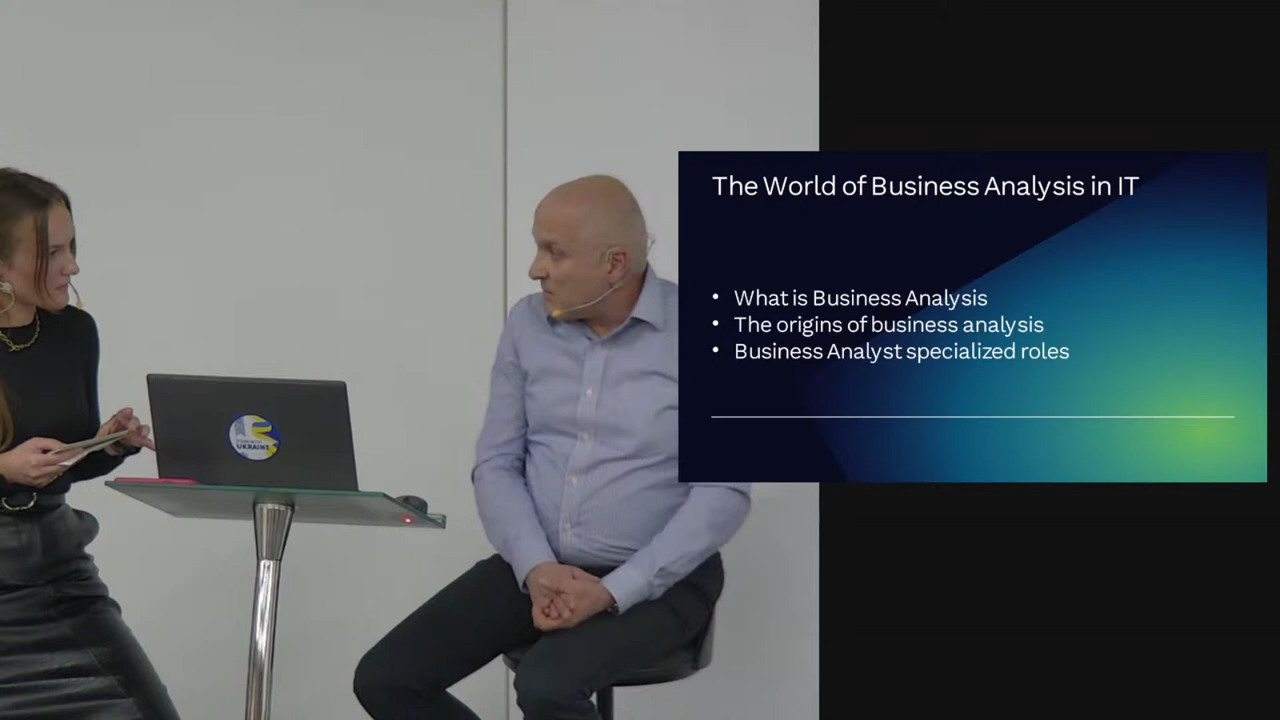 The World of Business Analysis in IT
• What is Business Analysis
• The origins of business analysis
• Business Analyst specialized roles
UKRAINE